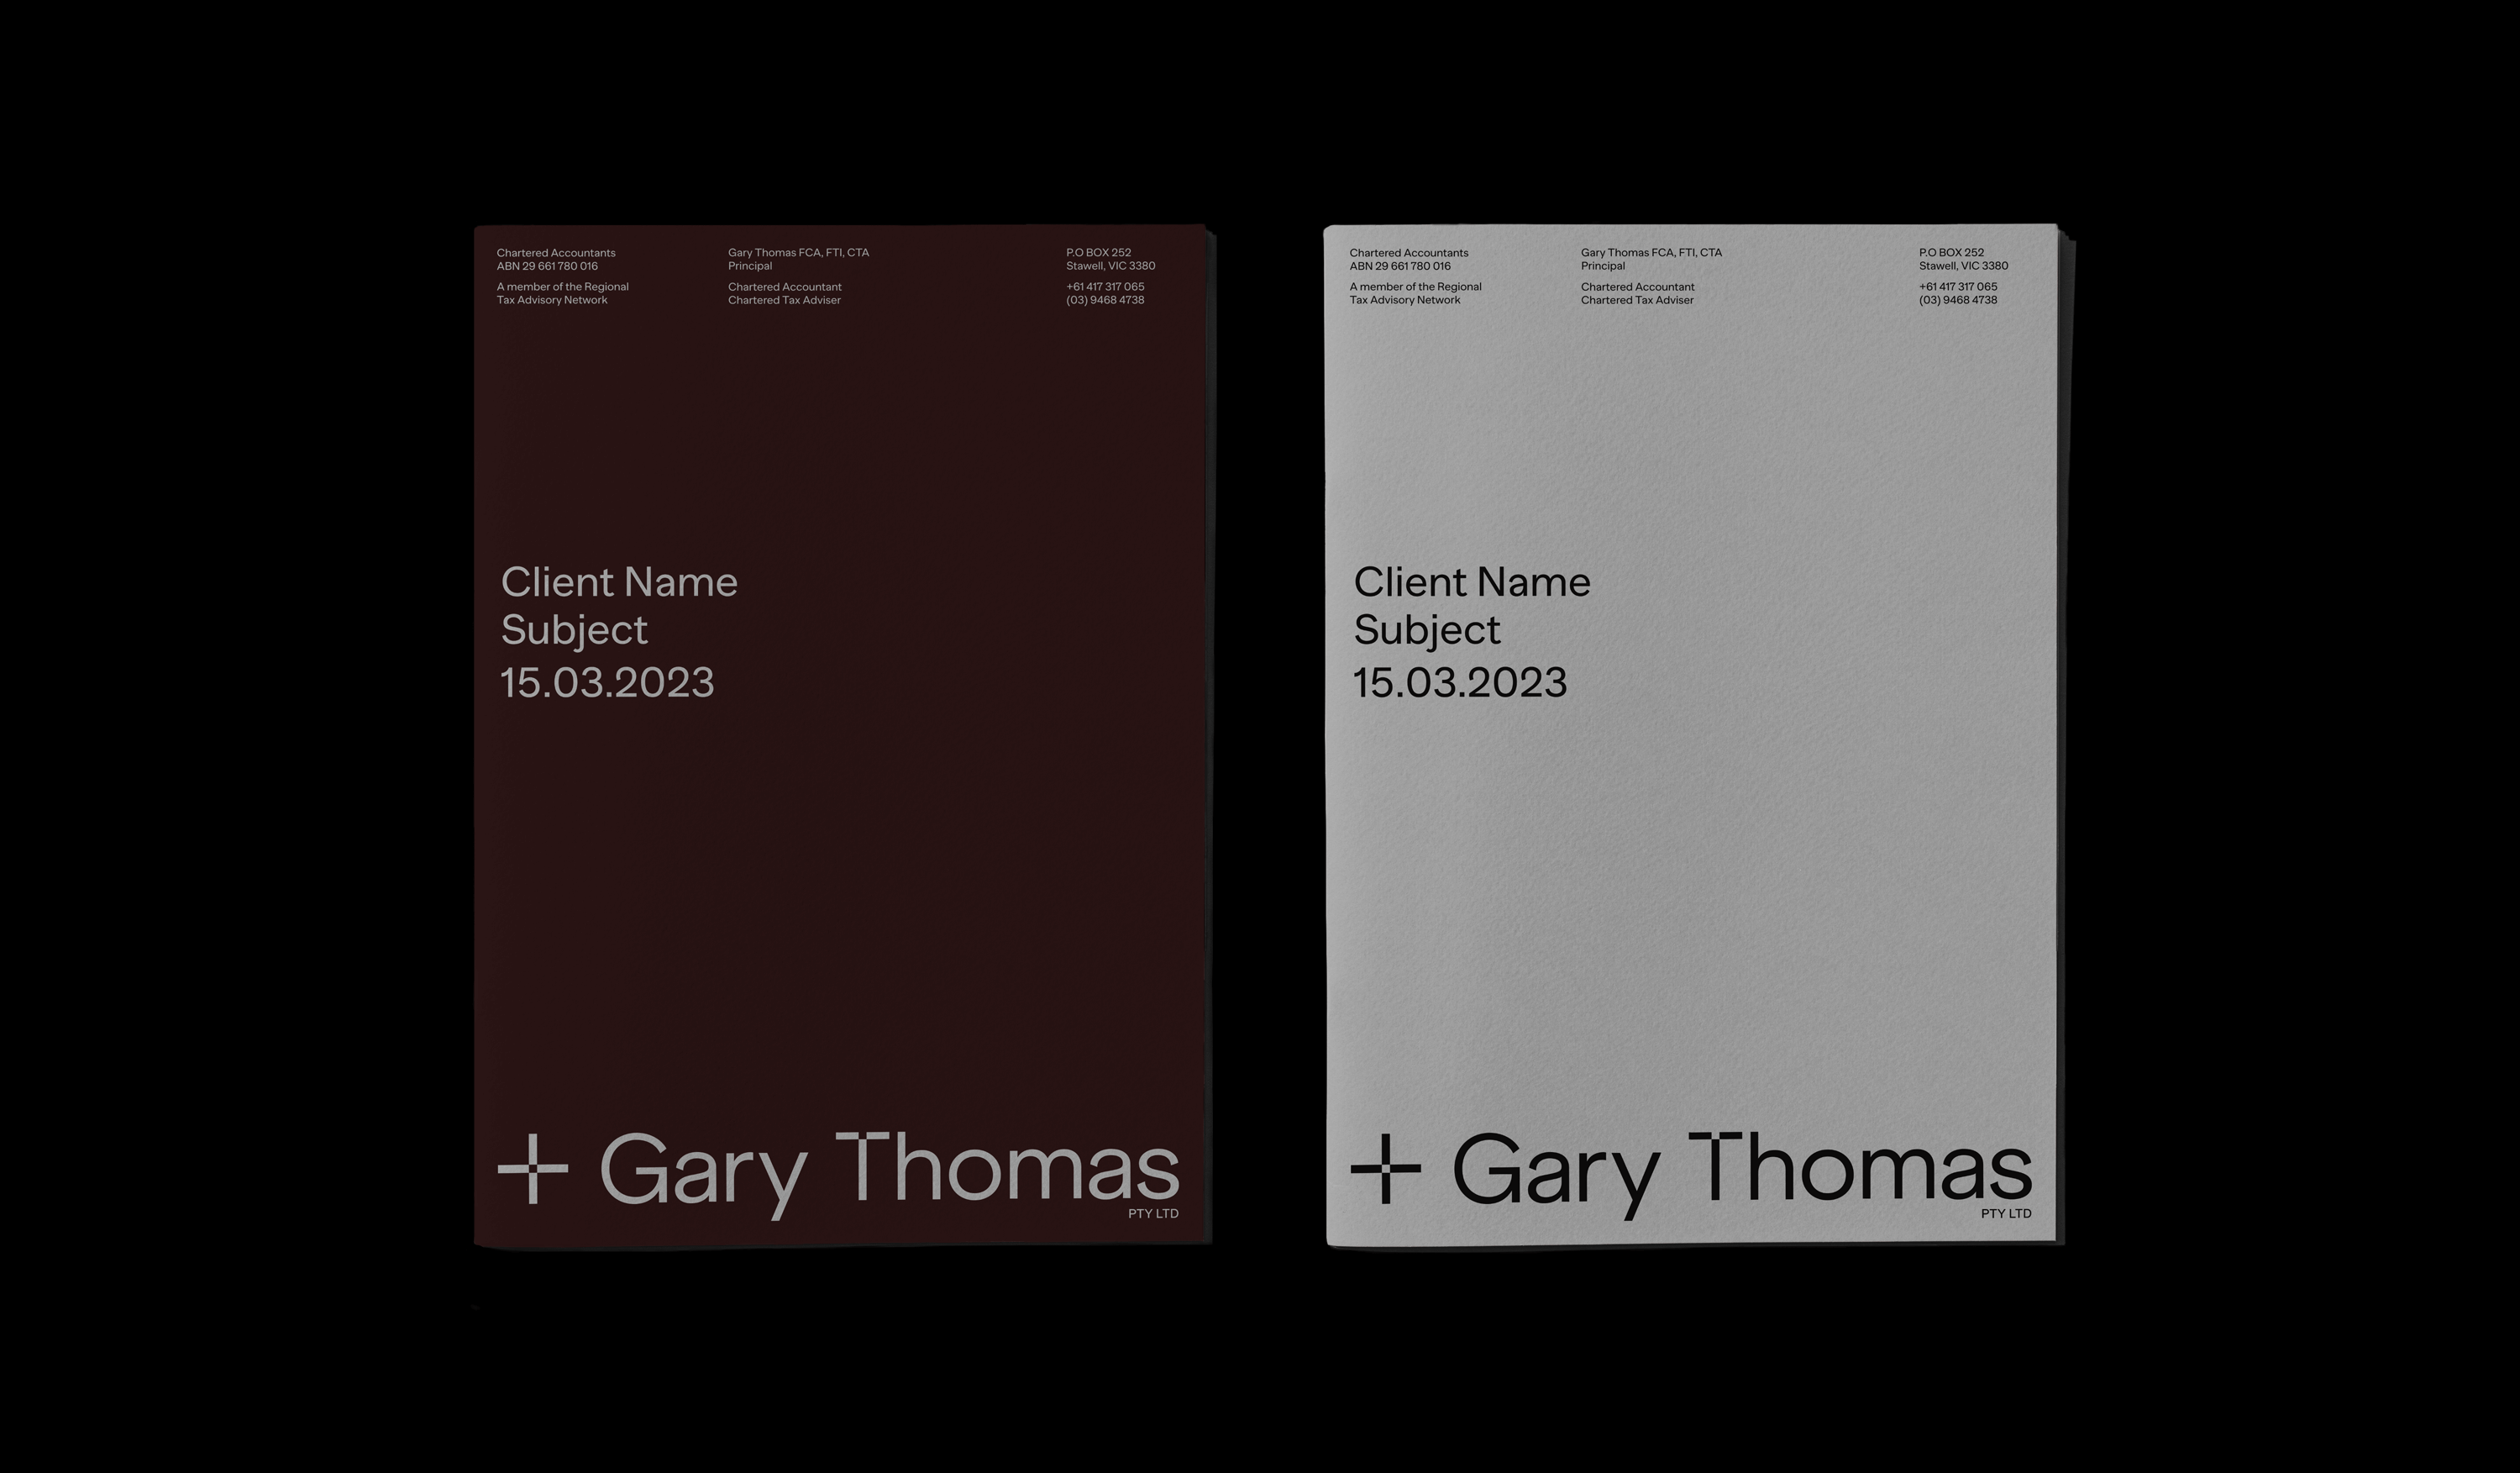 Chartered Accountants
ABN 29 661 780 016
A member of the Regional
Tax Advisory Network
Gary Thomas FCA, FTI, CTA
Principal
Chartered Accountant
Chartered Tax Adviser
P.O BOX 252
Stawell, VIC 3380
+61 417 317 065
(03) 9468 4738
Client Name
Subject
15.03.2023
+ Gary Thomas
PTY LTD
Chartered Accountants
ABN 29 661 780 016
A member of the Regional
Tax Advisory Network
Gary Thomas FCA, FTI, CTA
Principal
Chartered Accountant
Chartered Tax Adviser
P.O BOX 252
Stawell, VIC 3380
+61 417 317 065
(03) 9468 4738
Client Name
Subject
15.03.2023
+ Gary Thomas
PTY LTD